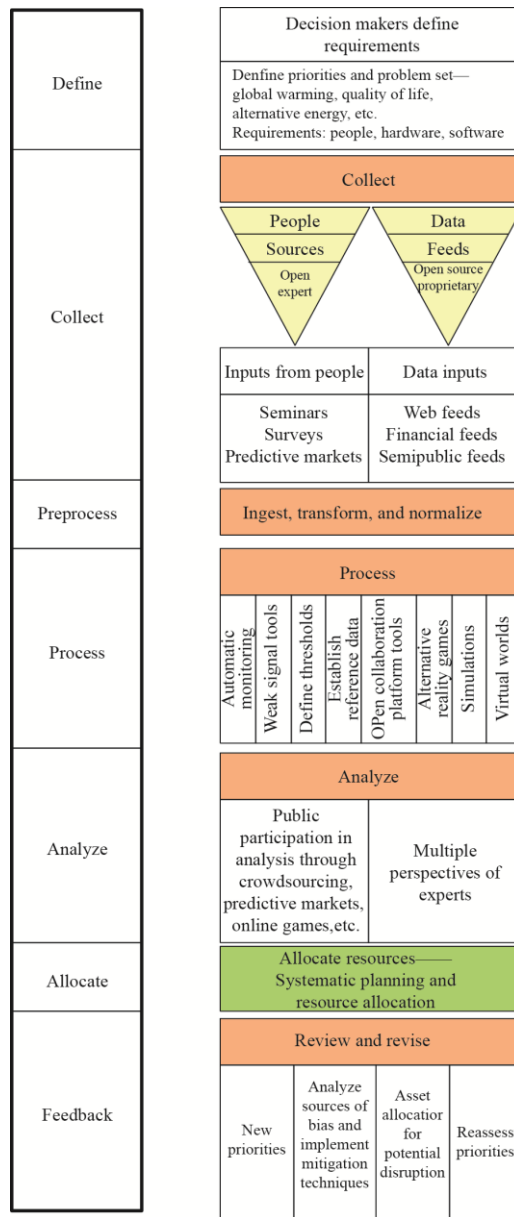 Define
Decision makers define
requirements
Denfine priorities and problem set—
global warming, quality of life,
alternative energy, etc.
Requirements: people, hardware, software
Collect
Collect
People
Sources
Open
expert
Data
Feeds
Open source
proprietary
Inputs from people
Data inputs
Seminars
Surveys
Predictive markets
Web feeds
Financial feeds
Semipublic feeds
Preprocess
Ingest, transform, and normalize
Process
Process
Automatic
monitoring
Weak signal tools
Define thresholds
Establish
reference data
OPen collaboration
platform tools
Alternative
reality games
Simulations
Virtual worlds
Analyze
Analyze
Public
participation in
analysis through
crowdsourcing,
predictive markets,
online games,etc.
Multiple
perspectives of
experts
Allocate
Allocate resources——
Systematic planning and
resource allocation
Feedback
Review and revise
New
priorities
Analyze
sources of
bias and
implement
mitigation
techniques
Asset
allocatior
for
potential
disruption
Reassess
priorities